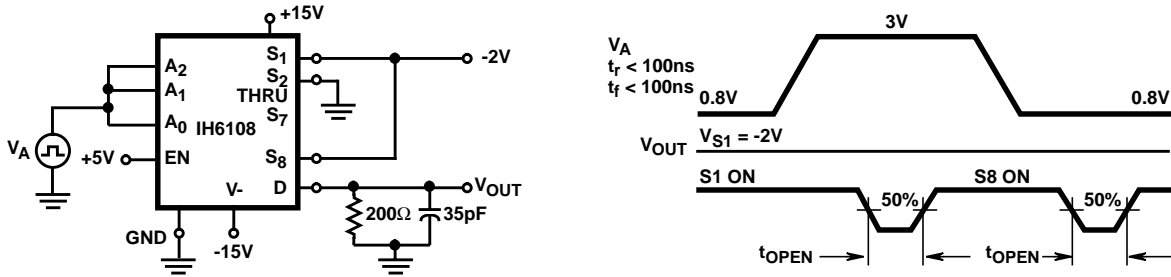 +15V
S1
-2V
A2
S2
A1
THRU
S7
A0
IH6108
VA
+5V
EN
S8
V-
D
VOUT
200Ω
35pF
GND
-15V
VA
tr < 100ns
tf < 100ns
3V
0.8V
0.8V
VOUT
VS1 = -2V
S1 ON
S8 ON
50%
50%
tOPEN
tOPEN